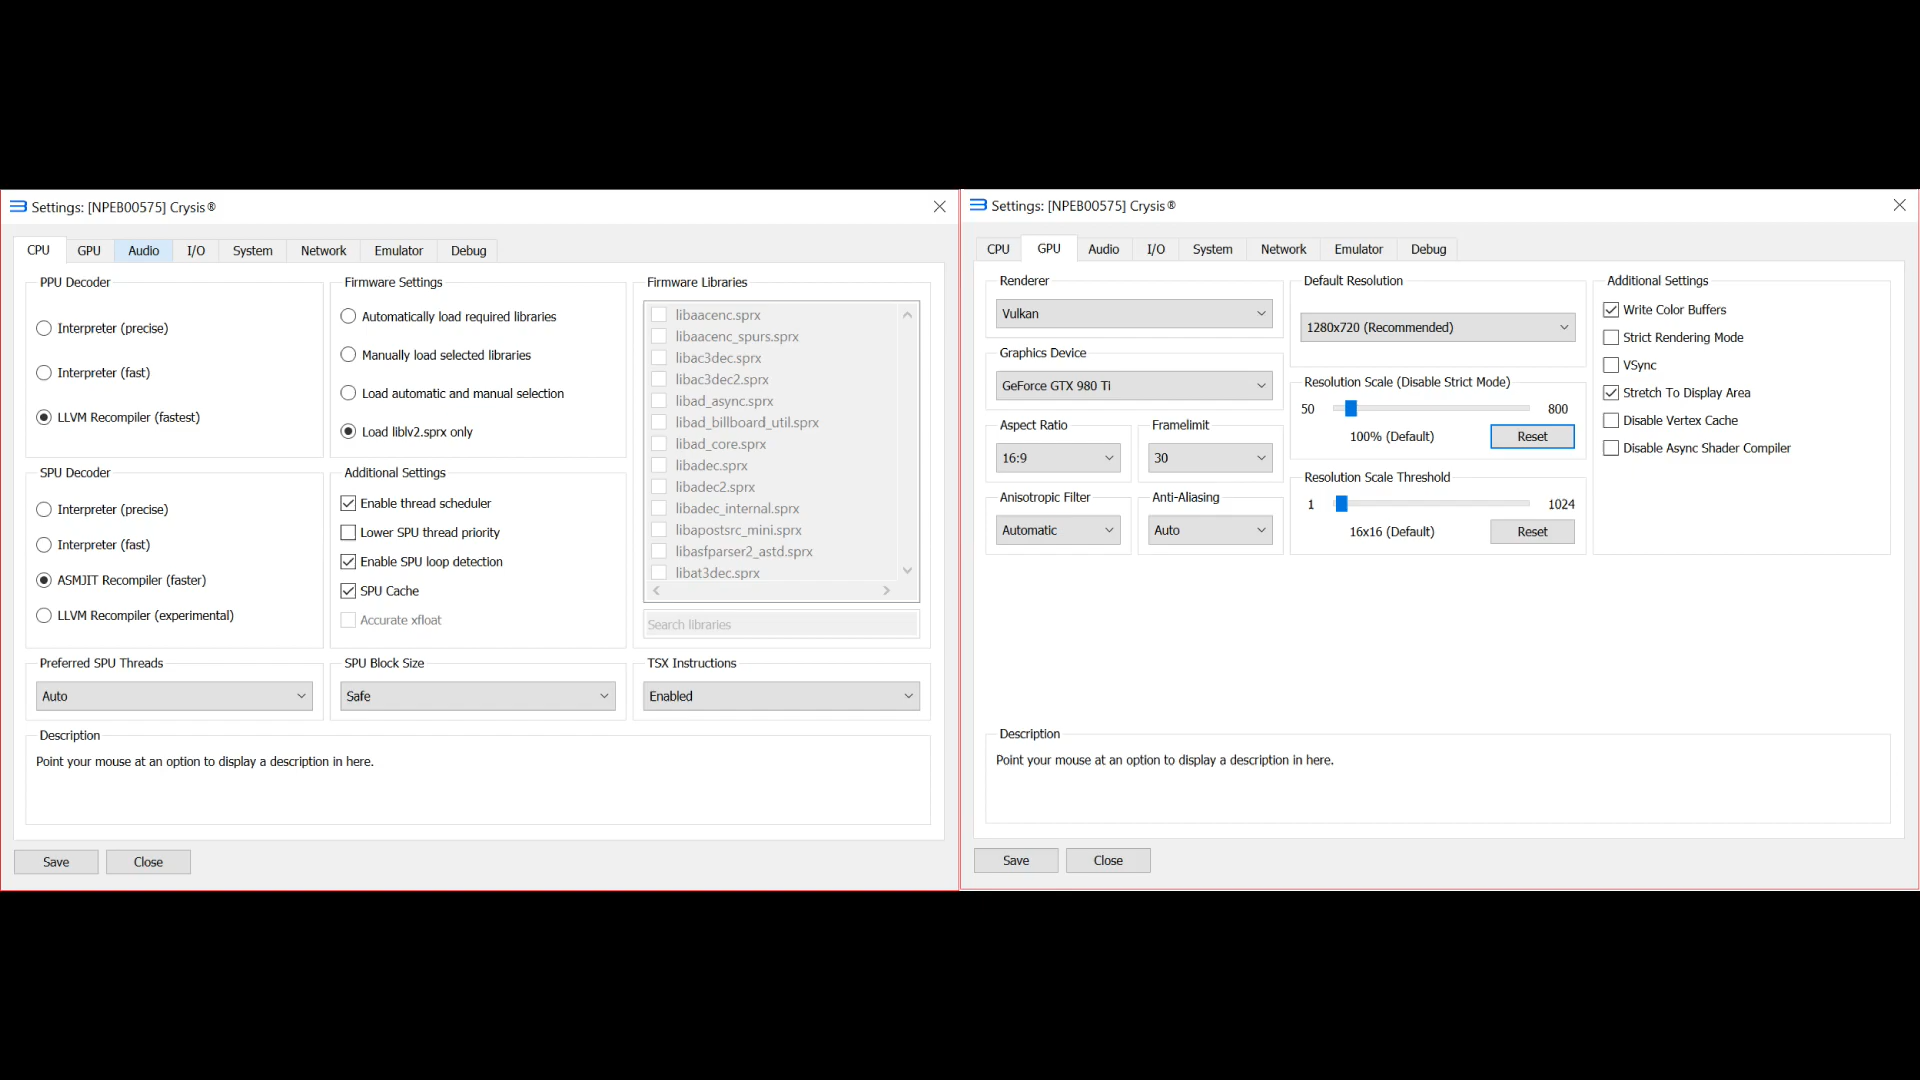 Settings: [NPEB00575] Crysis®
CPU GPU Audio I/O System Network Emulator Debug
PPU Decoder
Interpreter (precise)
Interpreter (fast)
LLVM Recompiler (fastest)
SPU Decoder
Interpreter (precise)
Interpreter (fast)
ASMJIT Recompiler (faster)
LLVM Recompiler (experimental)
Preferred SPU Threads
Auto
Firmware Settings
Automatically load required libraries
Manually load selected libraries
Load automatic and manual selection
Load liblv2.sprx only
Additional Settings
Enable thread scheduler
Lower SPU thread priority
Enable SPU loop detection
SPU Cache
Accurate xfloat
SPU Block Size
Safe
Firmware Libraries
libaacenc.sprx
libaacenc_spurs.sprx
libac3dec.sprx
libac3dec2.sprx
libad_async.sprx
libad_billboard_util.sprx
libad_core.sprx
libadec.sprx
libadec2.sprx
libadec_internal.sprx
libapostsrc_mini.sprx
libasfparser2_astd.sprx
libat3dec.sprx
Search libraries
TSX Instructions
Enabled
Description
Point your mouse at an option to display a description in here.
Save Close
Settings: [NPEB00575] Crysis®
CPU GPU Audio I/O System Network Emulator Debug
Renderer
Vulkan
Graphics Device
GeForce GTX 980 Ti
Aspect Ratio
16:9
Framelimit
30
Anisotropic Filter
Automatic
Anti-Aliasing
Auto
Default Resolution
1280x720 (Recommended)
Resolution Scale (Disable Strict Mode)
50 800
100% (Default) Reset
Resolution Scale Threshold
1 1024
16x16 (Default) Reset
Additional Settings
Write Color Buffers
Strict Rendering Mode
VSync
Stretch To Display Area
Disable Vertex Cache
Disable Async Shader Compiler
Description
Point your mouse at an option to display a description in here.
Save Close